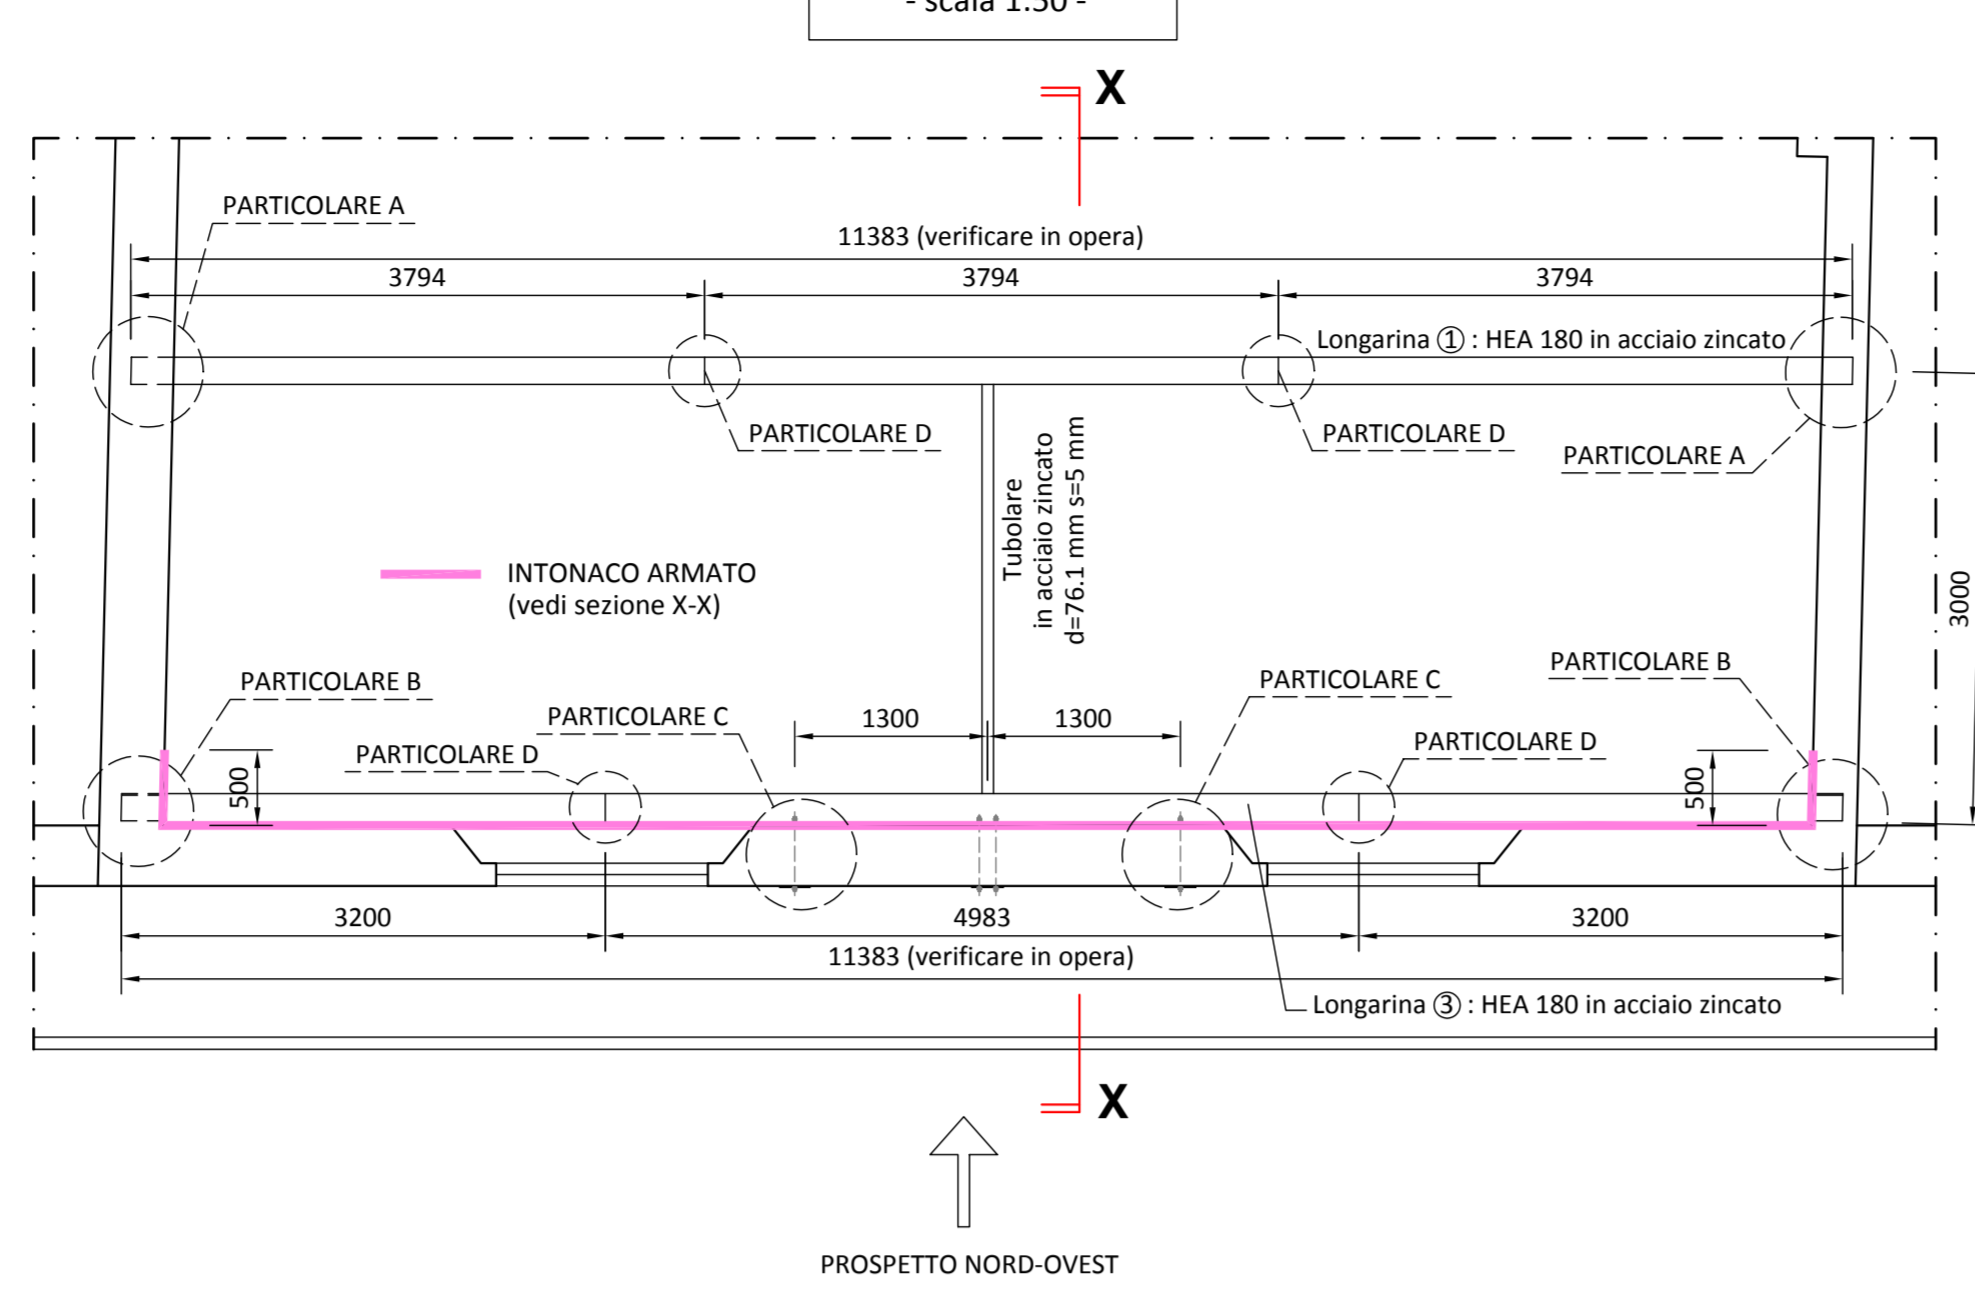 - scala 1:50 -
X
PARTICOLARE A
11383 (verificare in opera)
3794
3794
3794
Longarina ① : HEA 180 in acciaio zincato
PARTICOLARE D
PARTICOLARE D
PARTICOLARE A
Tubolare
in acciaio zincato
d=76.1 mm s=5 mm
INTONACO ARMATO
(vedi sezione X-X)
3000
PARTICOLARE B
PARTICOLARE C
PARTICOLARE D
1300
1300
PARTICOLARE C
PARTICOLARE B
PARTICOLARE D
500
500
3200
4983
3200
11383 (verificare in opera)
Longarina ③ : HEA 180 in acciaio zincato
X
PROSPETTO NORD-OVEST